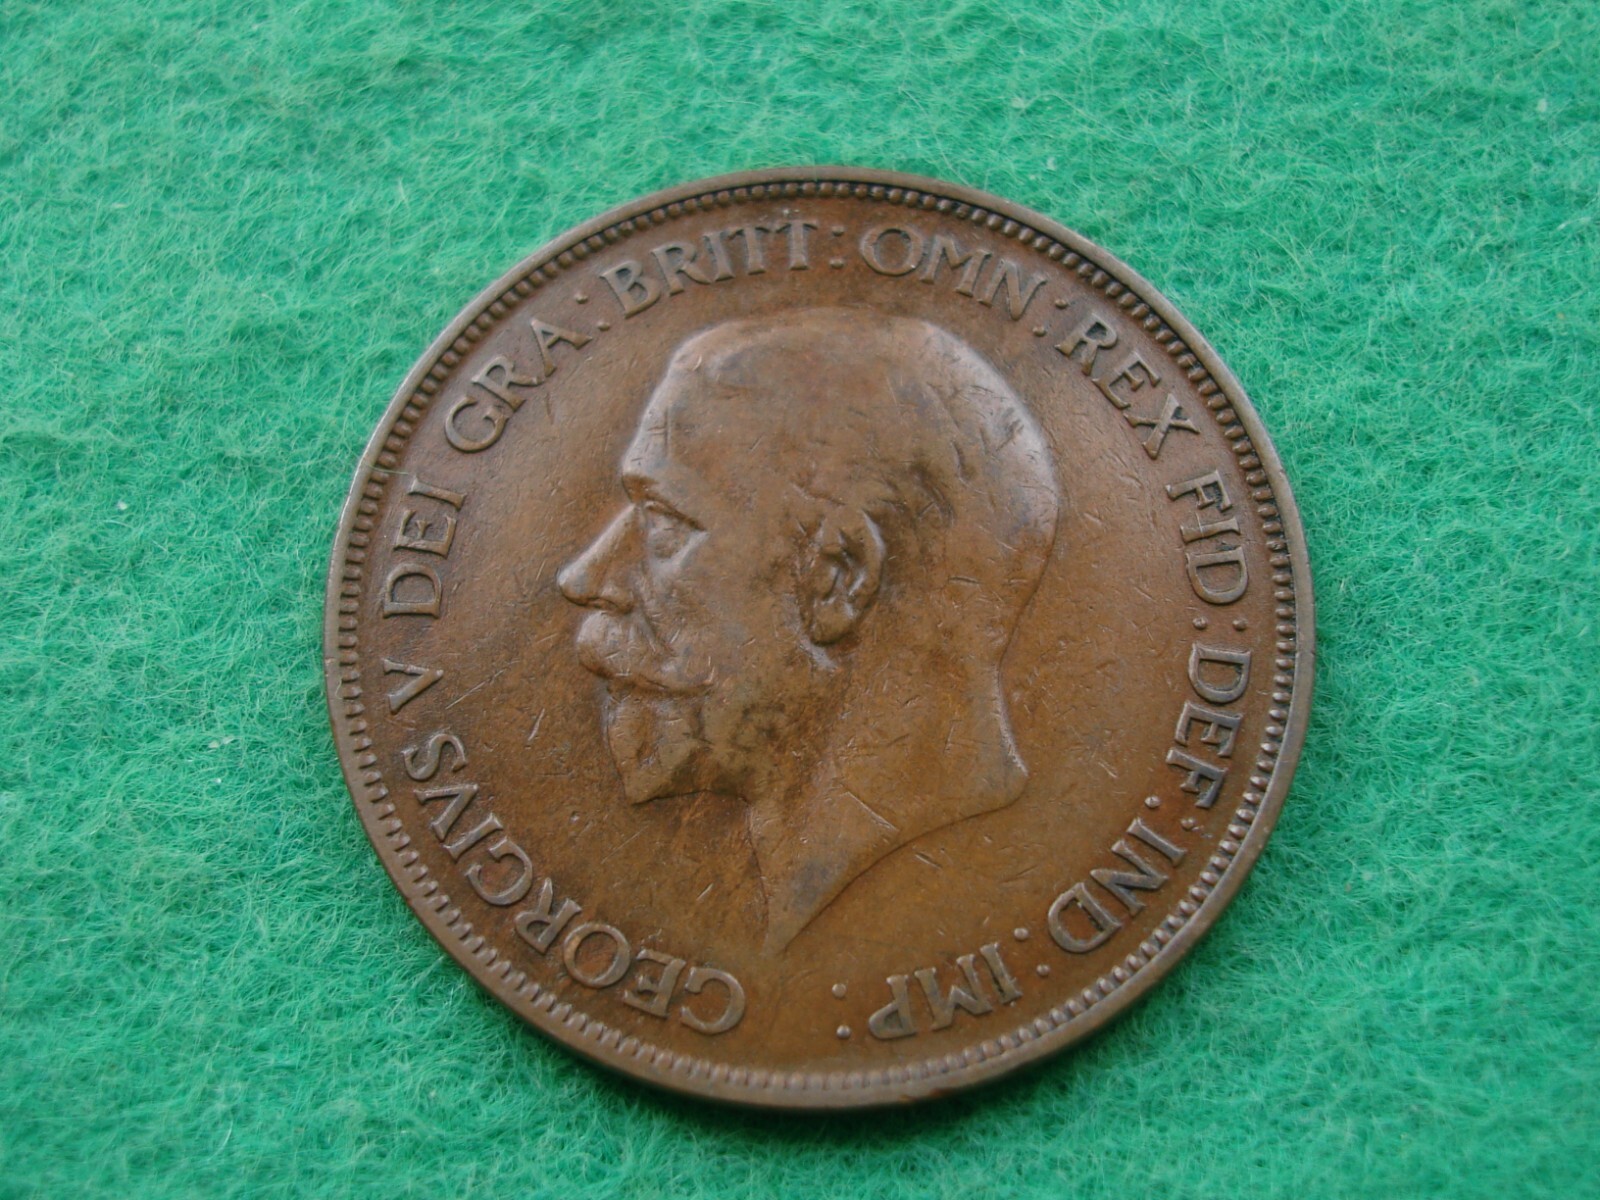 GEORGIVS V DEI GRA: BRITT: OMN: REX FID: DEF: IND: IMP: